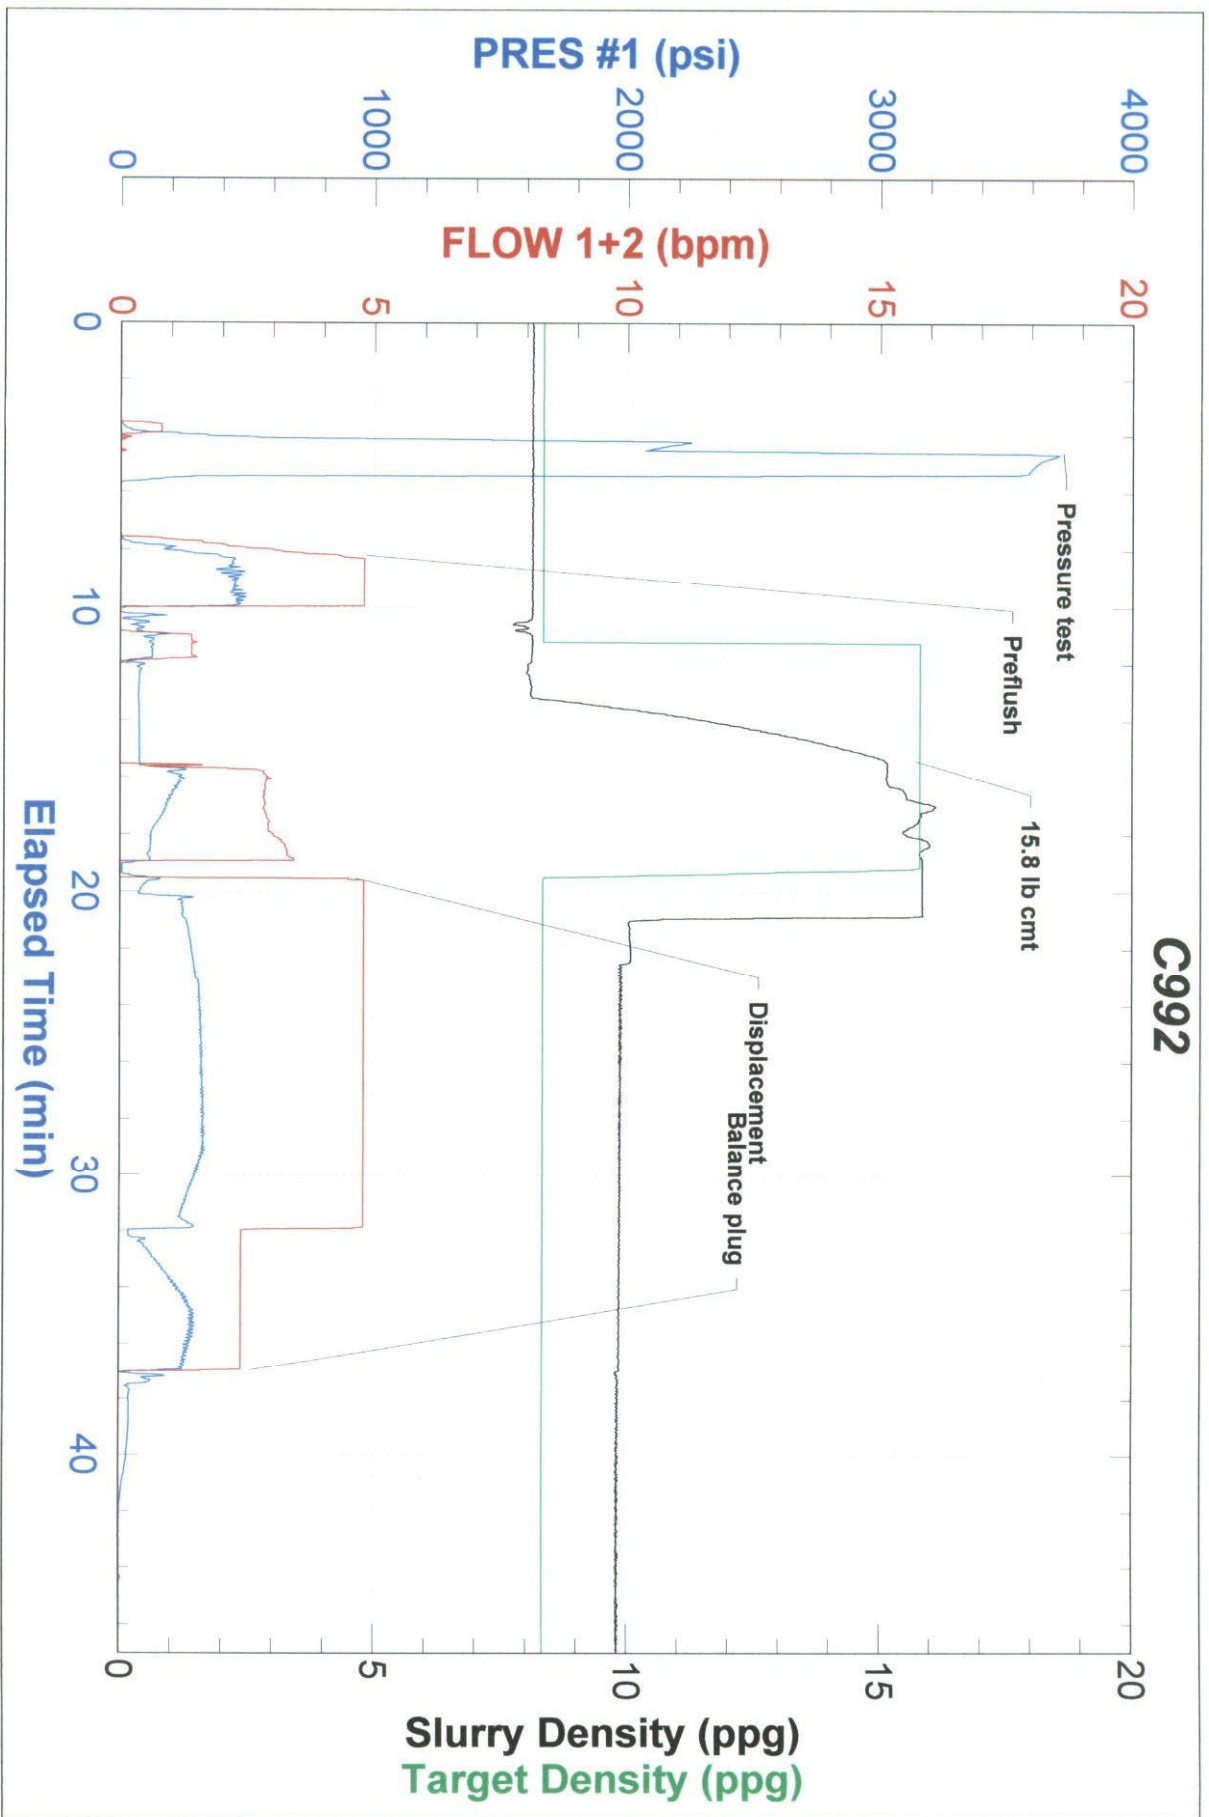 C992
PRES #1 (psi)
4000
3000
2000
1000
0
FLOW 1+2 (bpm)
20
15
10
5
0
Pressure test
Preflush
15.8 lb cmt
Displacement
Balance plug
20
15
10
5
0
Slurry Density (ppg)
Target Density (ppg)
0
10
20
30
40
Elapsed Time (min)